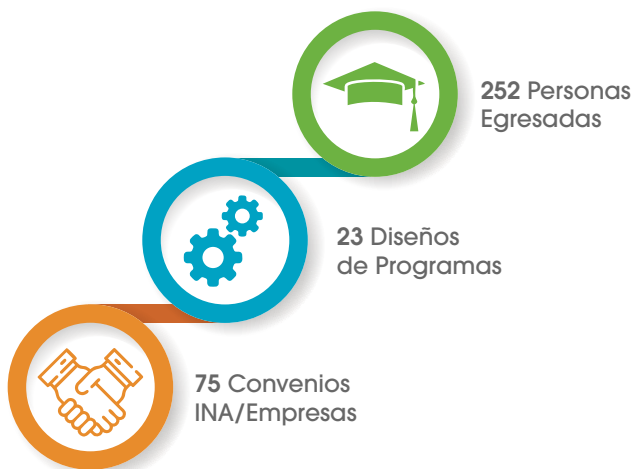 252 Personas
Egresadas
23 Diseños
de Programas
75 Convenios
INA/Empresas